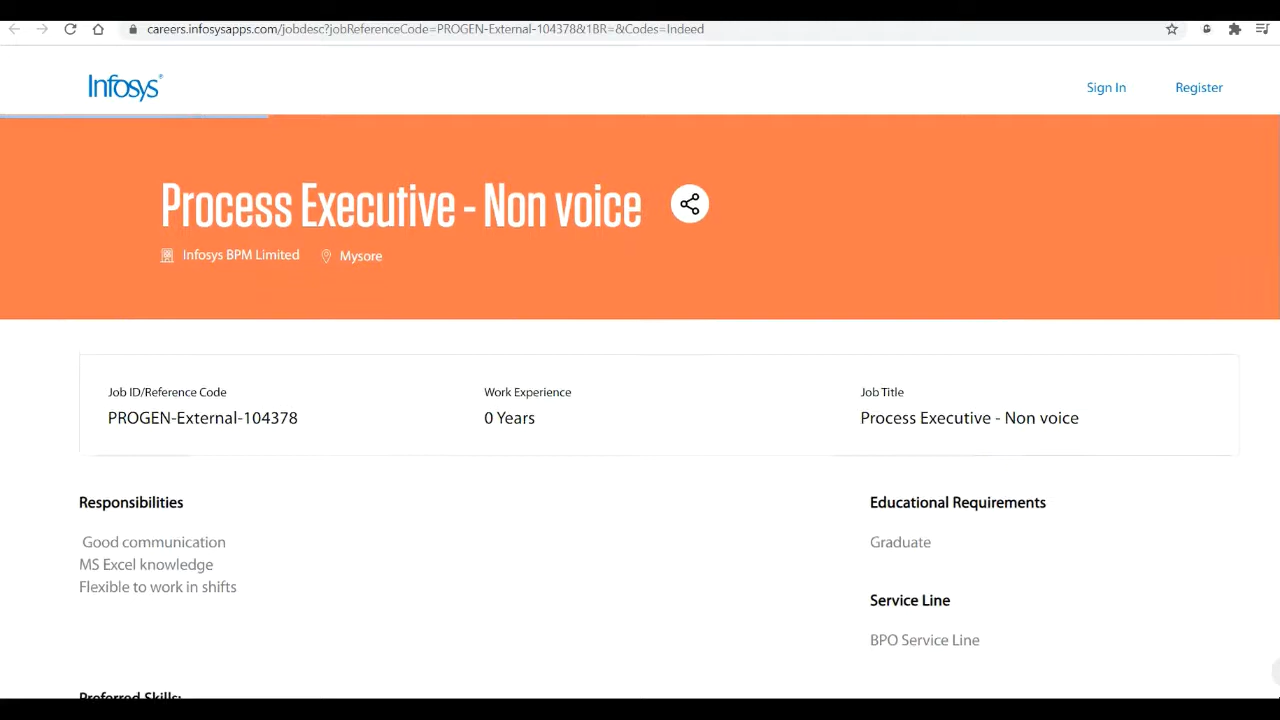 careers.infosysapps.com/jobdesc?jobReferenceCode=PROGEN-External-104378&1BR=&Codes=Indeed
Infosys®
Sign In
Register
Process Executive - Non voice
Infosys BPM Limited
Mysore
Job ID/Reference Code
Work Experience
Job Title
PROGEN-External-104378
0 Years
Process Executive - Non voice
Responsibilities
Educational Requirements
Good communication
Graduate
MS Excel knowledge
Flexible to work in shifts
Service Line
BPO Service Line
Preferred Skills: